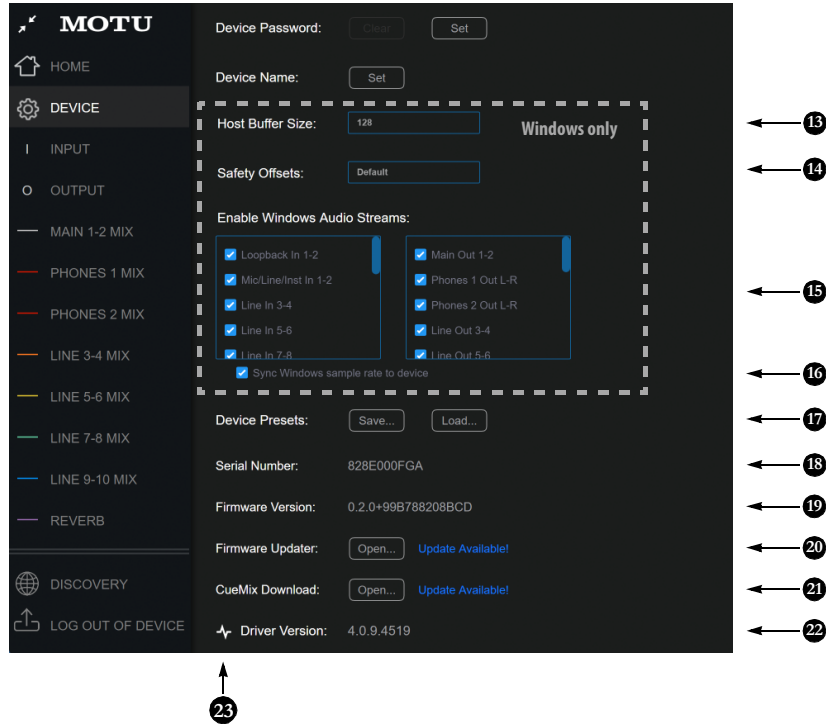 MOTU
HOME
DEVICE
I INPUT
O OUTPUT
MAIN 1-2 MIX
PHONES 1 MIX
PHONES 2 MIX
LINE 3-4 MIX
LINE 5-6 MIX
LINE 7-8 MIX
LINE 9-10 MIX
REVERB
DISCOVERY
LOG OUT OF DEVICE
Device Password: Clear Set
Device Name: Set
Host Buffer Size: 128 Windows only 13
Safety Offsets: Default 14
Enable Windows Audio Streams:
Loopback In 1-2
Mic/Line/Inst In 1-2
Line In 3-4
Line In 5-6
Line In 7-8
Main Out 1-2
Phones 1 Out L-R
Phones 2 Out L-R
Line Out 3-4
Line Out 5-6
15
Sync Windows sample rate to device 16
Device Presets: Save... Load... 17
Serial Number: 828E000FGA 18
Firmware Version: 0.2.0+99B788208BCD 19
Firmware Updater: Open... Update Available! 20
CueMix Download: Open... Update Available! 21
Driver Version: 4.0.9.4519 22
23